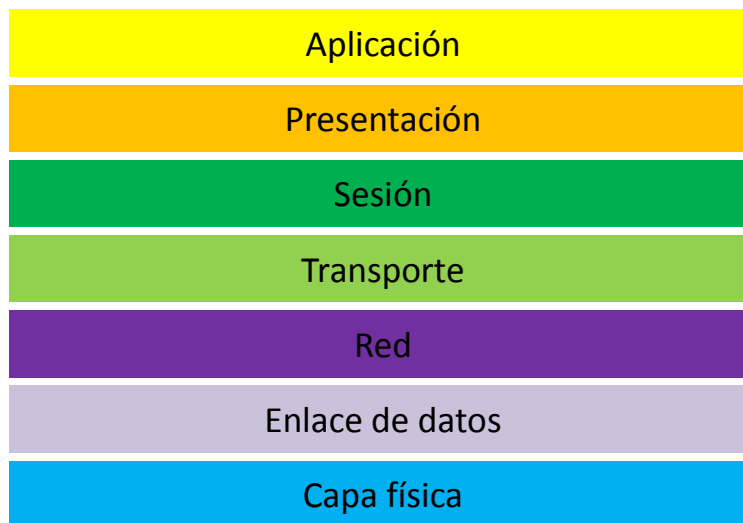 Aplicación
Presentación
Sesión
Transporte
Red
Enlace de datos
Capa física